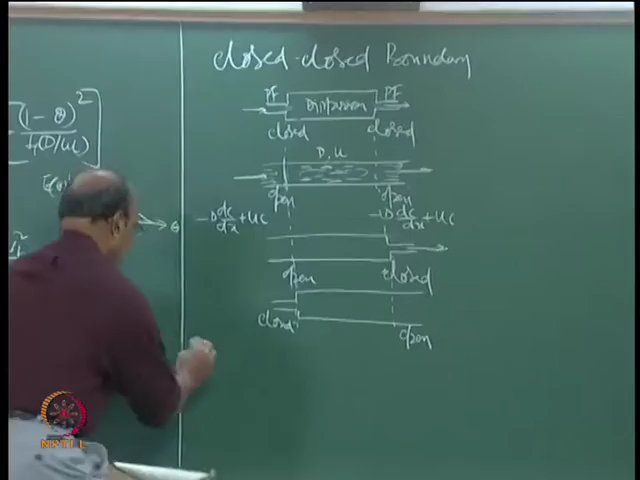 closed-closed Boundary
PF Dispersion PF
closed closed
D, U
open open
-D dc/dx + UC -D dc/dx + UC
open closed
closed open
(1-θ)²
4(D/uL)
θ
NPTEL